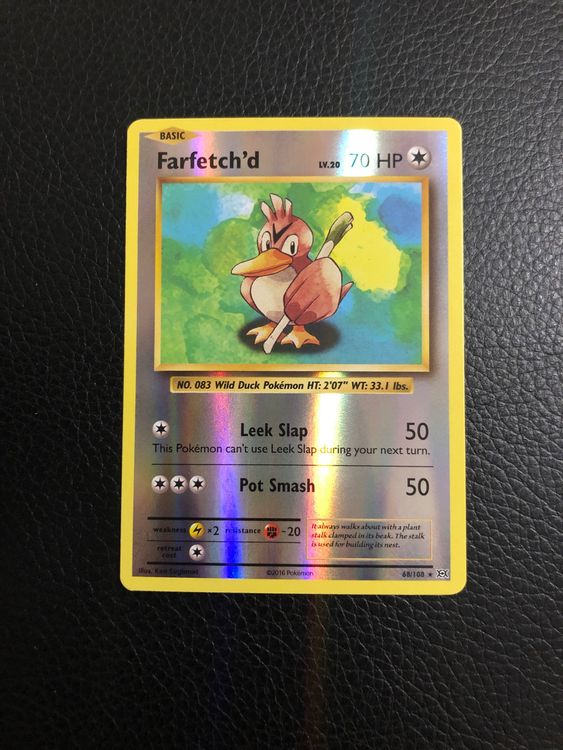 BASIC
Farfetch'd LV.20 70 HP
NO. 083 Wild Duck Pokémon HT: 2'07" WT: 33.1 lbs.
Leek Slap 50
This Pokémon can't use Leek Slap during your next turn.
Pot Smash 50
weakness ×2 resistance -20
retreat
cost
It always walks about with a plant
stalk clamped in its beak. The stalk
is used for building its nest.
Illus. Ken Sugimori ©2016 Pokémon 68/108 ★